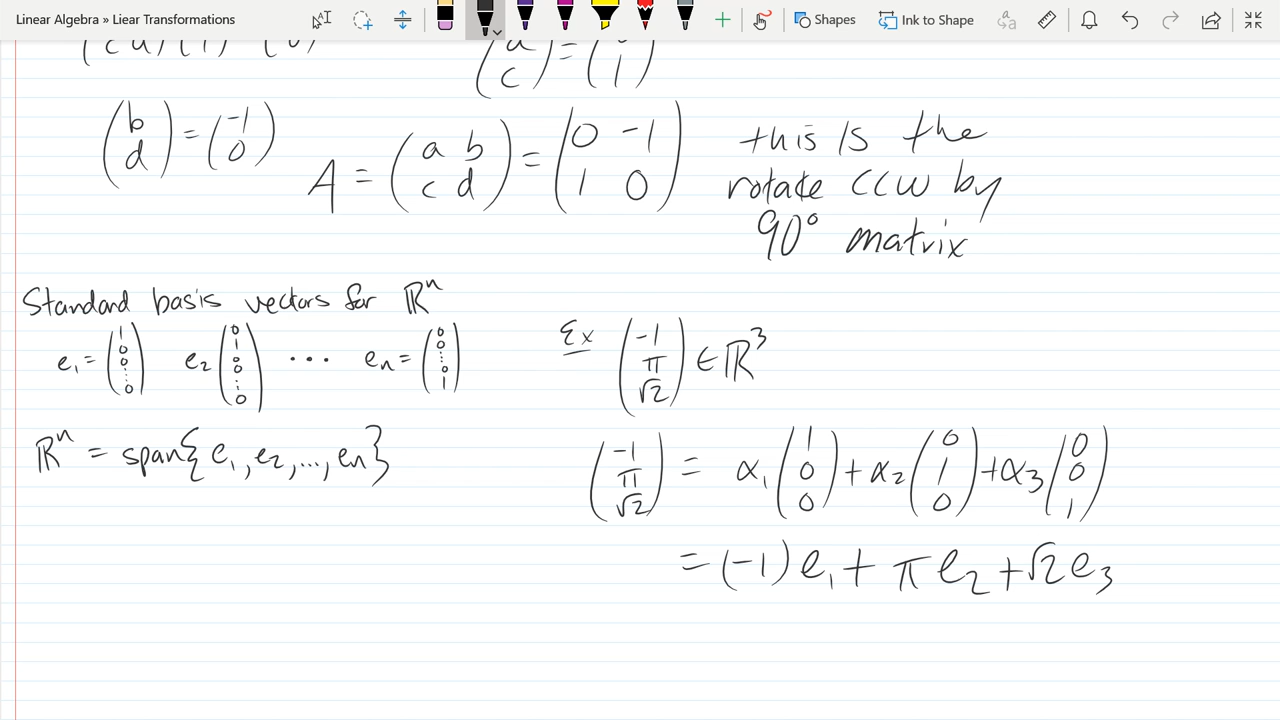 Linear Algebra » Liear Transformations
Shapes
Ink to Shape
(b d) = (-1 0)
A = (a b c d) = (0 -1 1 0)
this is the
rotate CCW by
90° matrix
Standard basis vectors for ℝⁿ
e₁ = (1 0 0 ⋮ 0) e₂ (0 1 0 0 ⋮ 0) ... eₙ = (0 0 ⋮ 0 1)
ℝⁿ = span{e₁, e₂, ..., eₙ}
Ex (-1 π √2) ∈ ℝ³
(-1 π √2) = α₁(1 0 0) + α₂(0 1 0) + α₃(0 0 1)
= (-1)e₁ + πe₂ + √2e₃